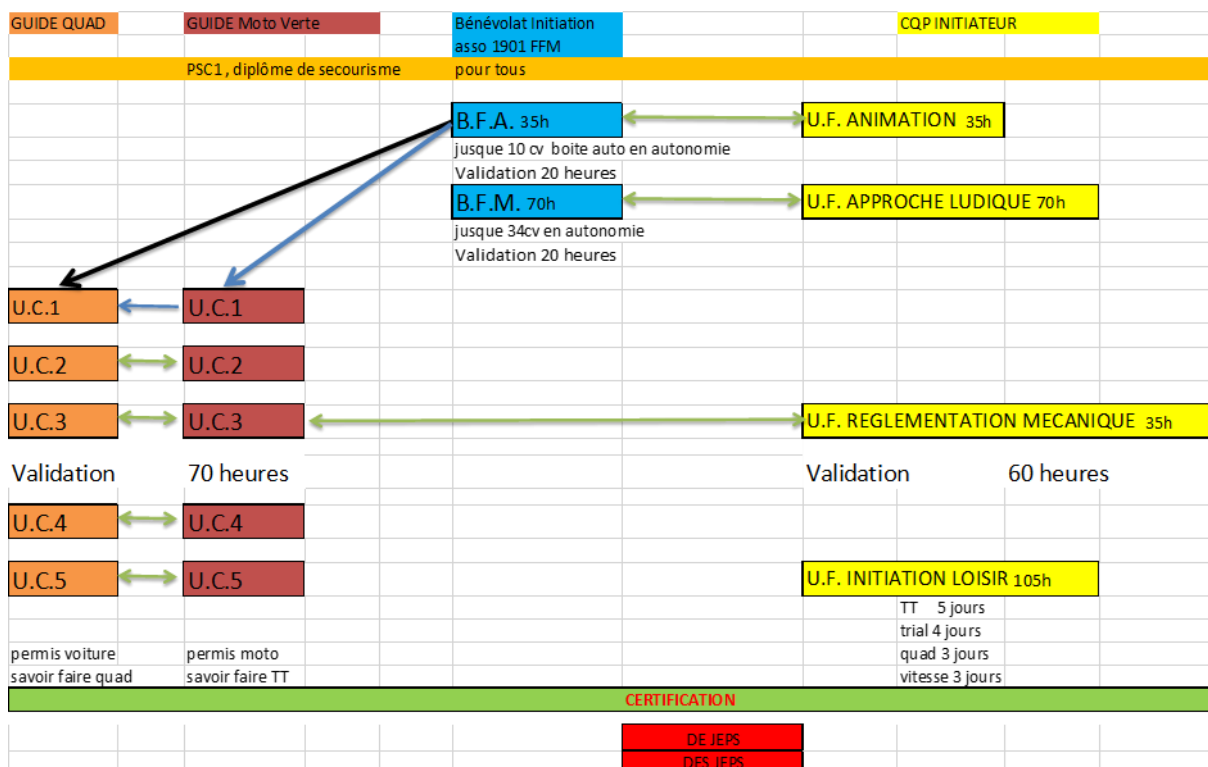 GUIDE QUAD GUIDE Moto Verte Bénévolat Initiation CQP INITIATEUR
asso 1901 FFM
PSC1 , diplôme de secourisme pour tous
B.F.A. 35h U.F. ANIMATION 35h
jusque 10 cv boite auto en autonomie
Validation 20 heures
B.F.M. 70h U.F. APPROCHE LUDIQUE 70h
jusque 34cv en autonomie
Validation 20 heures
U.C.1 U.C.1
U.C.2 U.C.2
U.C.3 U.C.3 U.F. REGLEMENTATION MECANIQUE 35h
Validation 70 heures Validation 60 heures
U.C.4 U.C.4
U.C.5 U.C.5 U.F. INITIATION LOISIR 105h
TT 5 jours
trial 4 jours
permis voiture permis moto quad 3 jours
savoir faire quad savoir faire TT vitesse 3 jours
CERTIFICATION
DE JEPS
DES JEPS